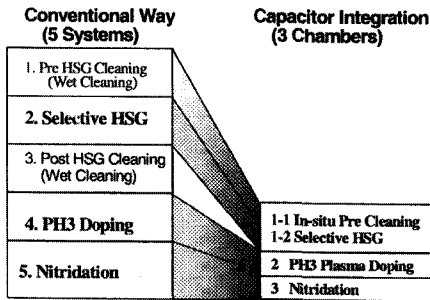 Conventional Way
(5 Systems)
Capacitor Integration
(3 Chambers)
1. Pre HSG Cleaning
(Wet Cleaning)
2. Selective HSG
3. Post HSG Cleaning
(Wet Cleaning)
4. PH3 Doping
5. Nitridation
1-1 In-situ Pre Cleaning
1-2 Selective HSG
2 PH3 Plasma Doping
3 Nitridation